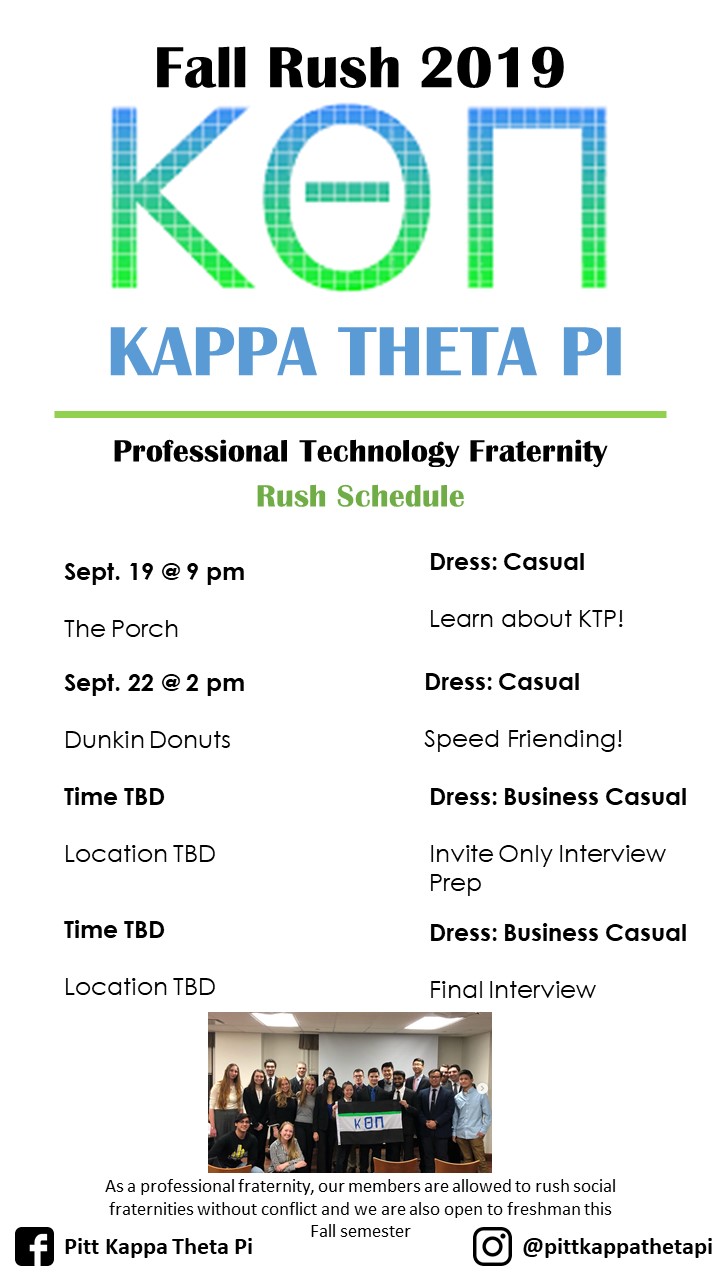 Fall Rush 2019
ΚΘΠ
KAPPA THETA PI
Professional Technology Fraternity
Rush Schedule
Sept. 19 @ 9 pm
Dress: Casual
The Porch
Learn about KTP!
Sept. 22 @ 2 pm
Dress: Casual
Dunkin Donuts
Speed Friending!
Time TBD
Dress: Business Casual
Location TBD
Invite Only Interview
Prep
Time TBD
Dress: Business Casual
Location TBD
Final Interview
ΚΘΠ
As a professional fraternity, our members are allowed to rush social
fraternities without conflict and we are also open to freshman this
Fall semester
Pitt Kappa Theta Pi
@pittkappathetapi